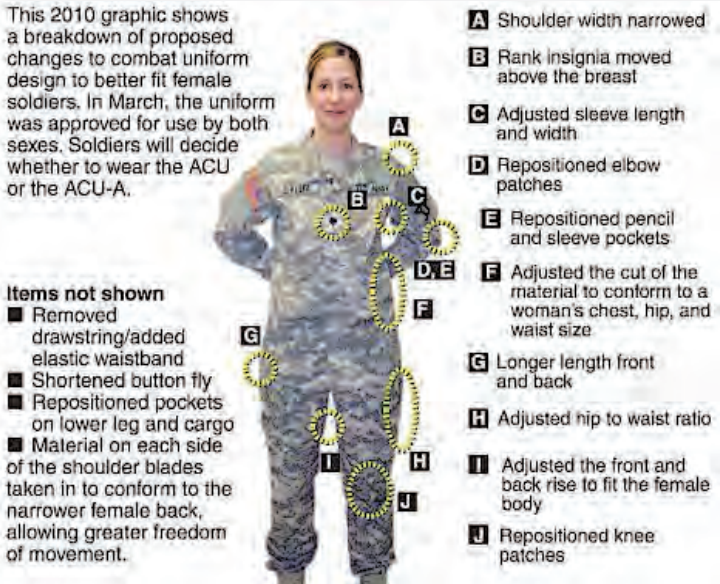 This 2010 graphic shows
a breakdown of proposed
changes to combat uniform
design to better fit female
soldiers. In March, the uniform
was approved for use by both
sexes. Soldiers will decide
whether to wear the ACU
or the ACU-A.
Items not shown
■ Removed
drawstring/added
elastic waistband
■ Shortened button fly
■ Repositioned pockets
on lower leg and cargo
■ Material on each side
of the shoulder blades
taken in to conform to the
narrower female back,
allowing greater freedom
of movement.
A
B
C
D, E
F
G
H
I
J
A Shoulder width narrowed
B Rank insignia moved
above the breast
C Adjusted sleeve length
and width
D Repositioned elbow
patches
E Repositioned pencil
and sleeve pockets
F Adjusted the cut of the
material to conform to a
woman's chest, hip, and
waist size
G Longer length front
and back
H Adjusted hip to waist ratio
I Adjusted the front and
back rise to fit the female
body
J Repositioned knee
patches